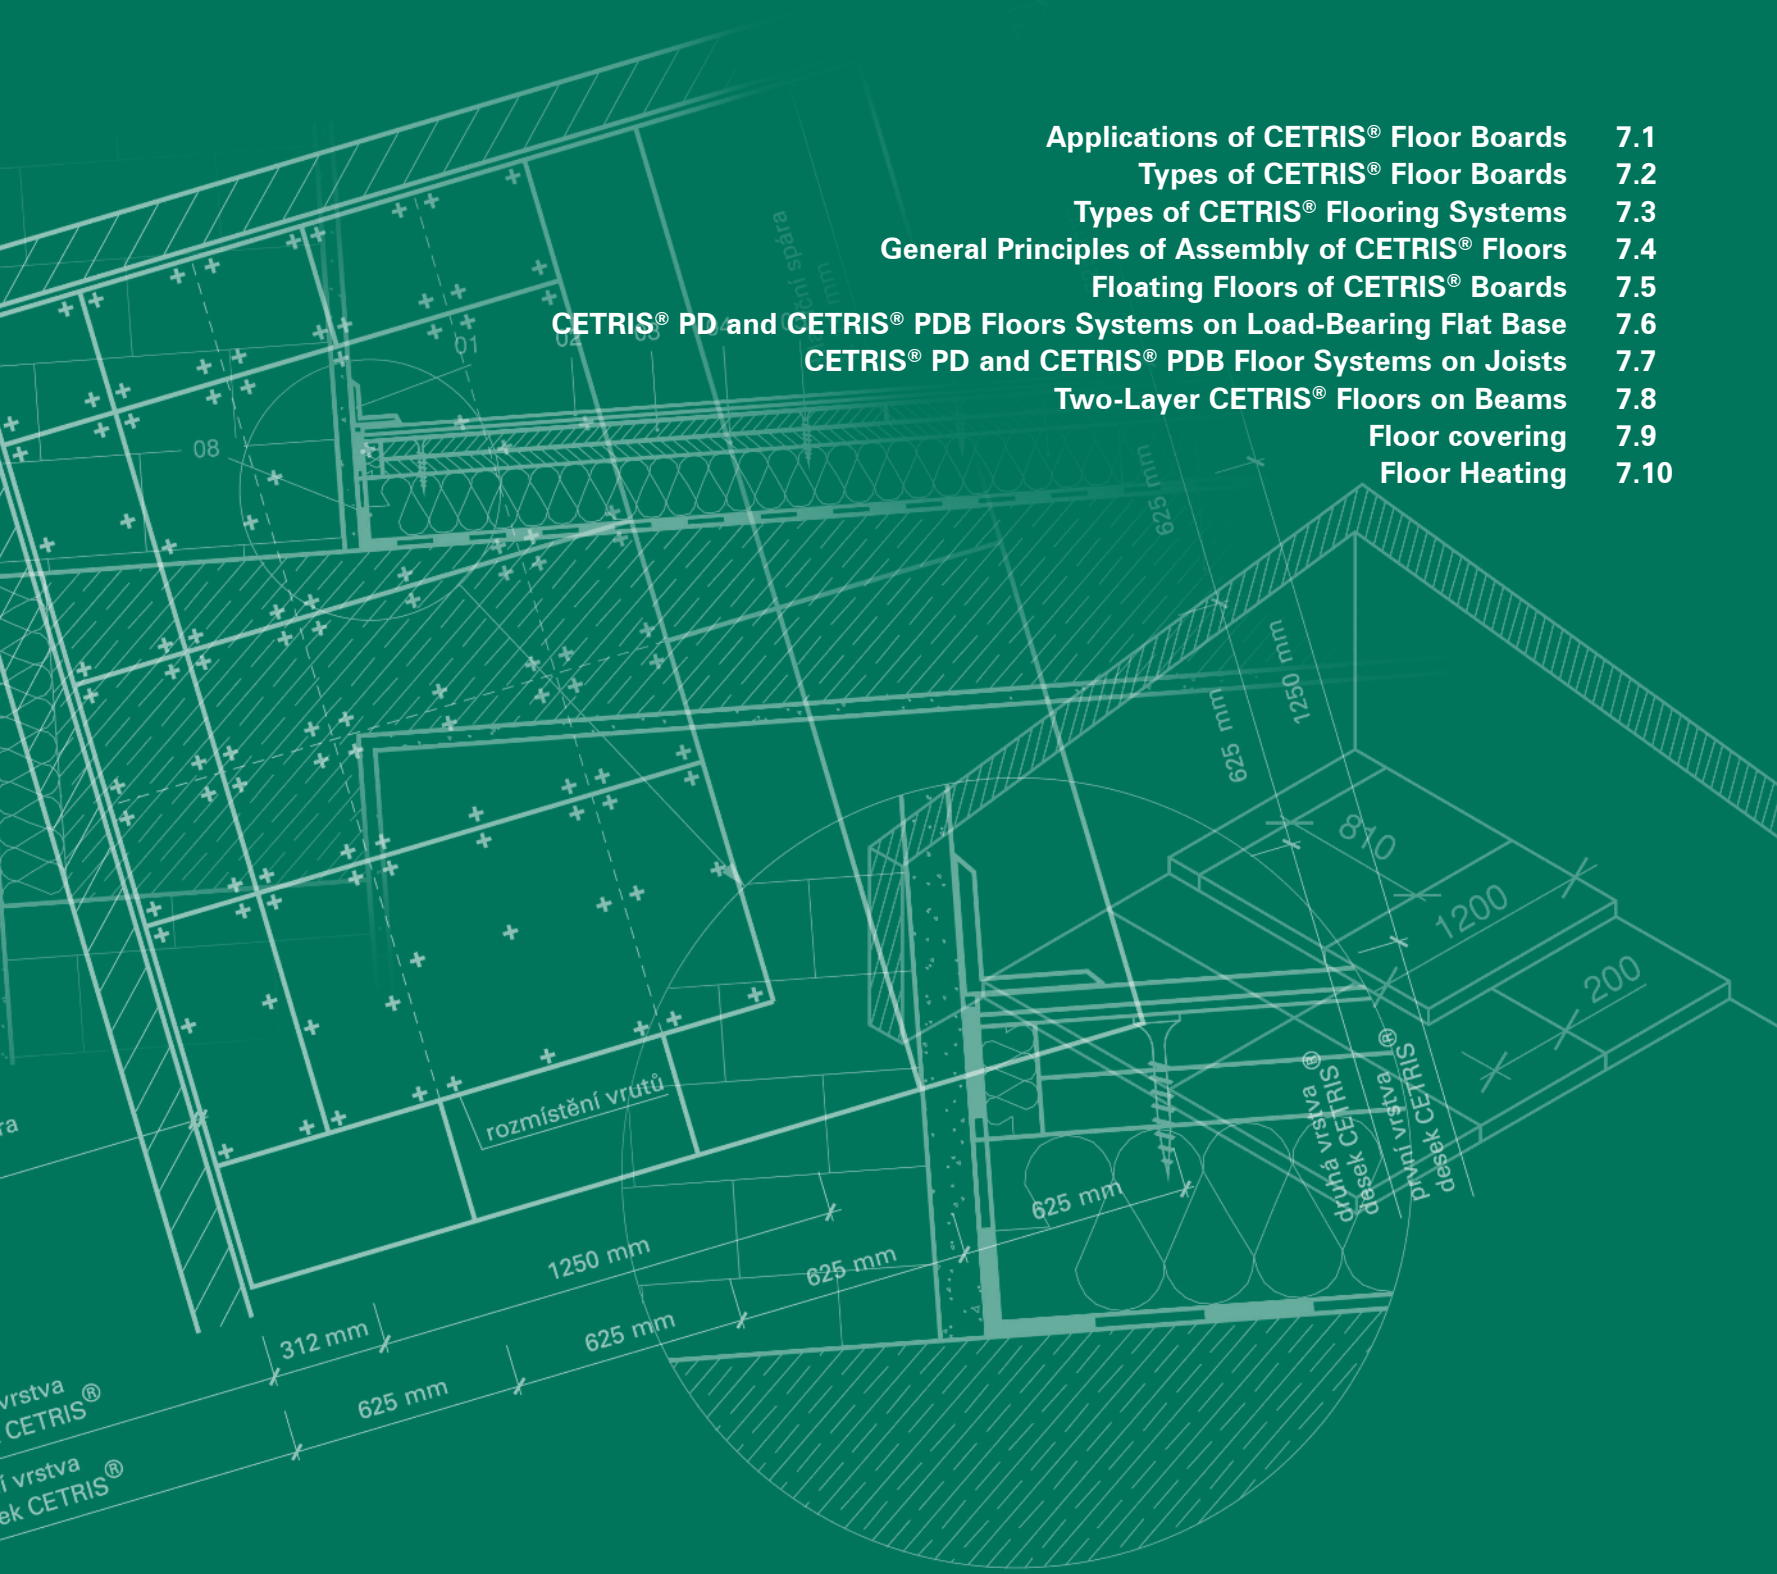 Applications of CETRIS® Floor Boards 7.1
Types of CETRIS® Floor Boards 7.2
Types of CETRIS® Flooring Systems 7.3
General Principles of Assembly of CETRIS® Floors 7.4
Floating Floors of CETRIS® Boards 7.5
CETRIS® PD and CETRIS® PDB Floors Systems on Load-Bearing Flat Base 7.6
CETRIS® PD and CETRIS® PDB Floor Systems on Joists 7.7
Two-Layer CETRIS® Floors on Beams 7.8
Floor covering 7.9
Floor Heating 7.10
spára
mm
01
02
03
04
08
625 mm
1250 mm
625 mm
810
1200
200
rozmístění vrutů
druhá vrstva
desek CETRIS®
první vrstva
desek CETRIS®
625 mm
1250 mm
625 mm
625 mm
312 mm
625 mm
vrstva
CETRIS®
í vrstva
ek CETRIS®